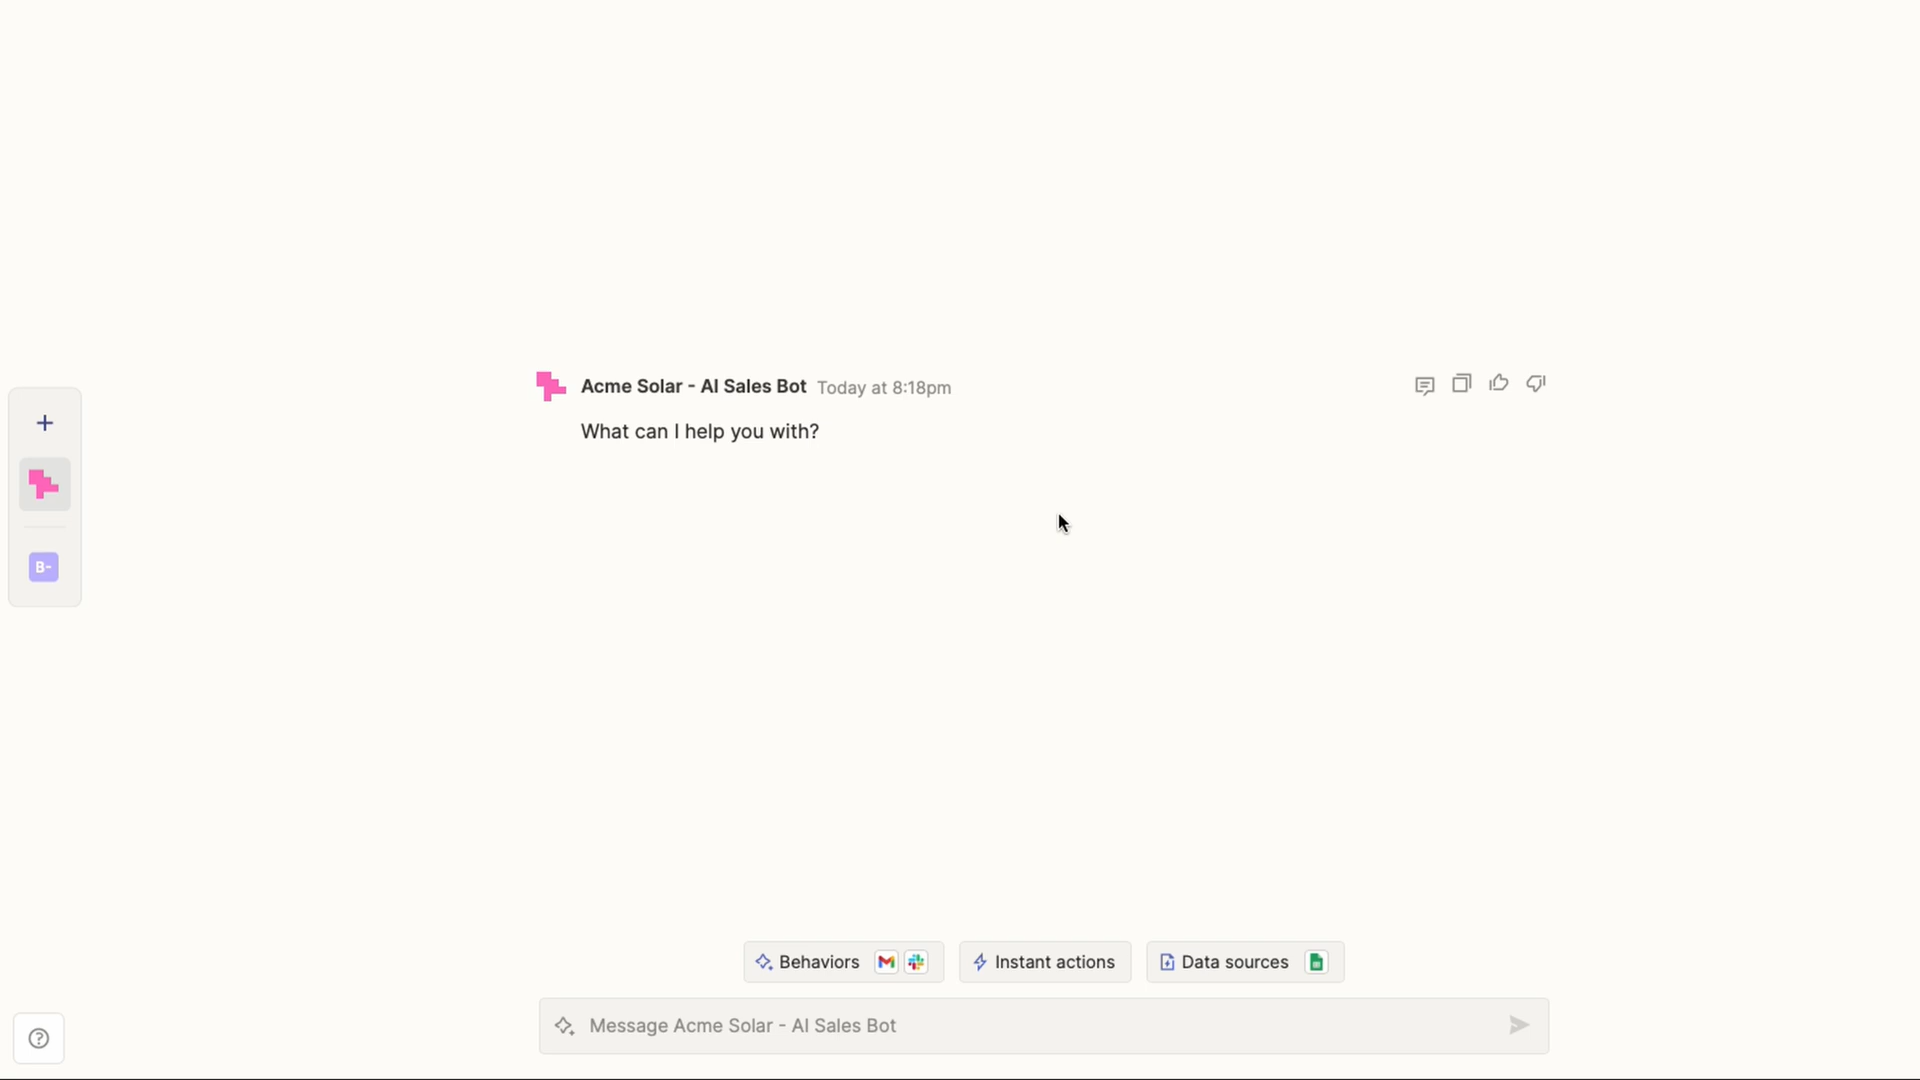 Acme Solar - AI Sales Bot Today at 8:18pm
What can I help you with?
B-
Behaviors Instant actions Data sources
Message Acme Solar - AI Sales Bot